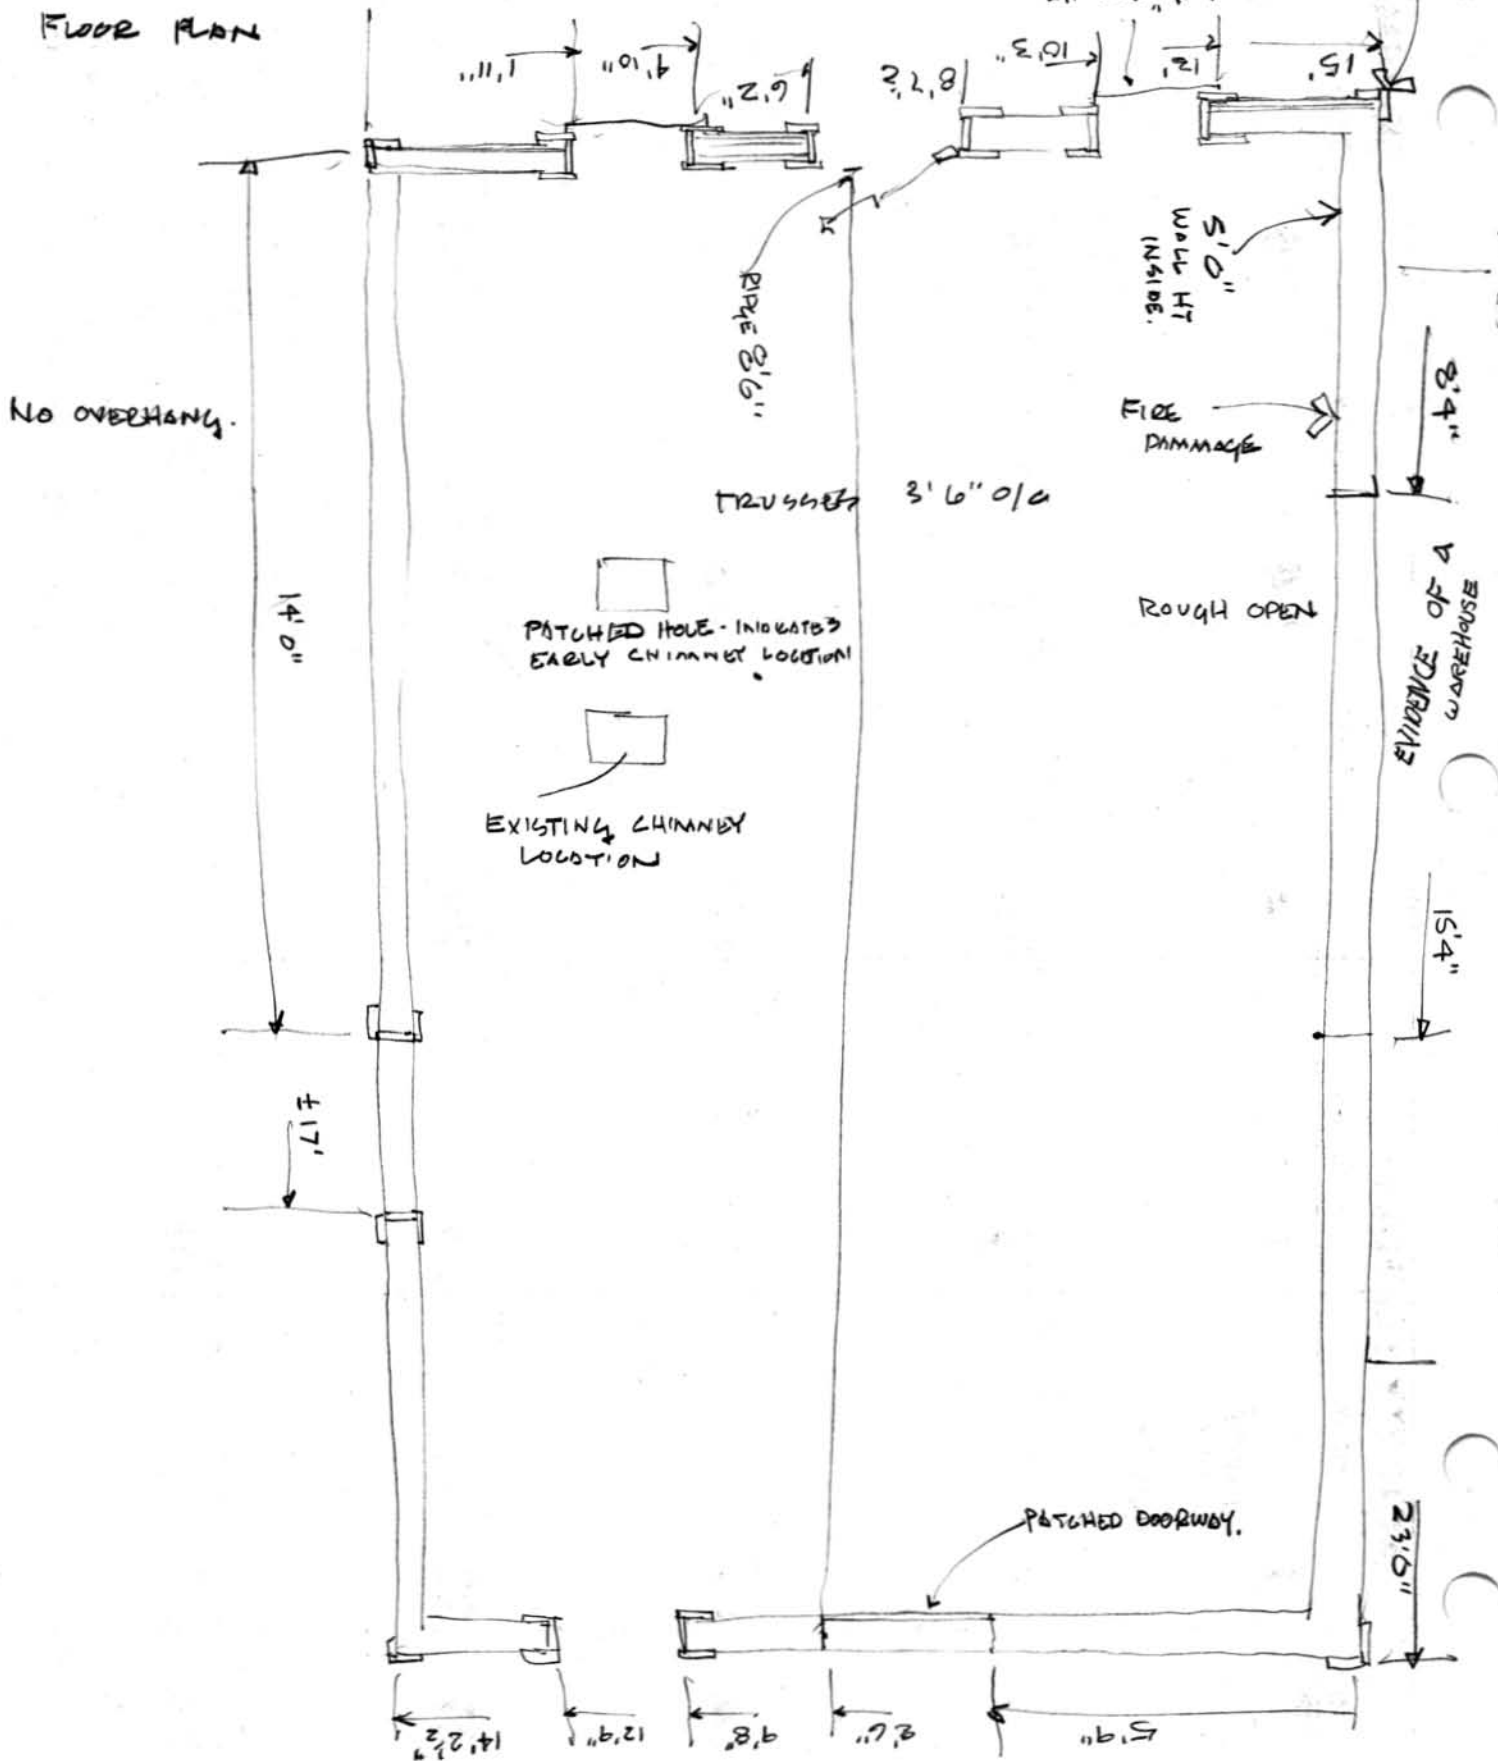 FLOOR PLAN
1'11"
4'10"
6'2"
8'7½
10'3"
12'
15'
NO OVERHANG.
14'0"
±17'
RIDGE 8'6"
5'0"
WALL HT
INSIDE.
FIRE
DAMMAGE
8'4"
TRUSSES 3'6" O/C
ROUGH OPEN
EVIDENCE OF A
WAREHOUSE
PATCHED HOLE - INDICATES
EARLY CHIMNEY LOCATION
EXISTING CHIMNEY
LOCATION
15'4"
PATCHED DOORWAY.
23'0"
14'2½"
12'9"
9'8"
5'9"